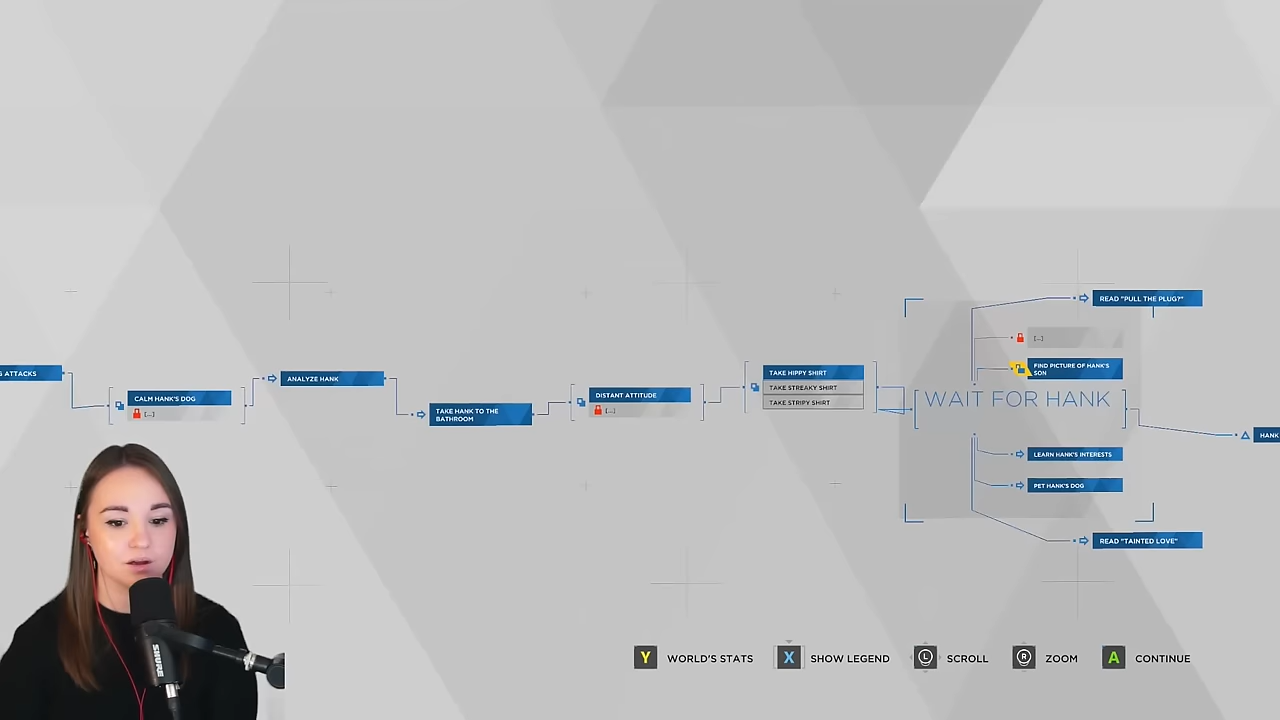 READ "PULL THE PLUG?"
[...]
FIND PICTURE OF HANK'S
SON
G ATTACKS
CALM HANK'S DOG
[...]
ANALYZE HANK
TAKE HANK TO THE
BATHROOM
DISTANT ATTITUDE
[...]
TAKE HIPPY SHIRT
TAKE STREAKY SHIRT
TAKE STRIPY SHIRT
WAIT FOR HANK
HANK
LEARN HANK'S INTERESTS
PET HANK'S DOG
READ "TAINTED LOVE"
SHURE
Y WORLD'S STATS
X SHOW LEGEND
L SCROLL
R ZOOM
A CONTINUE